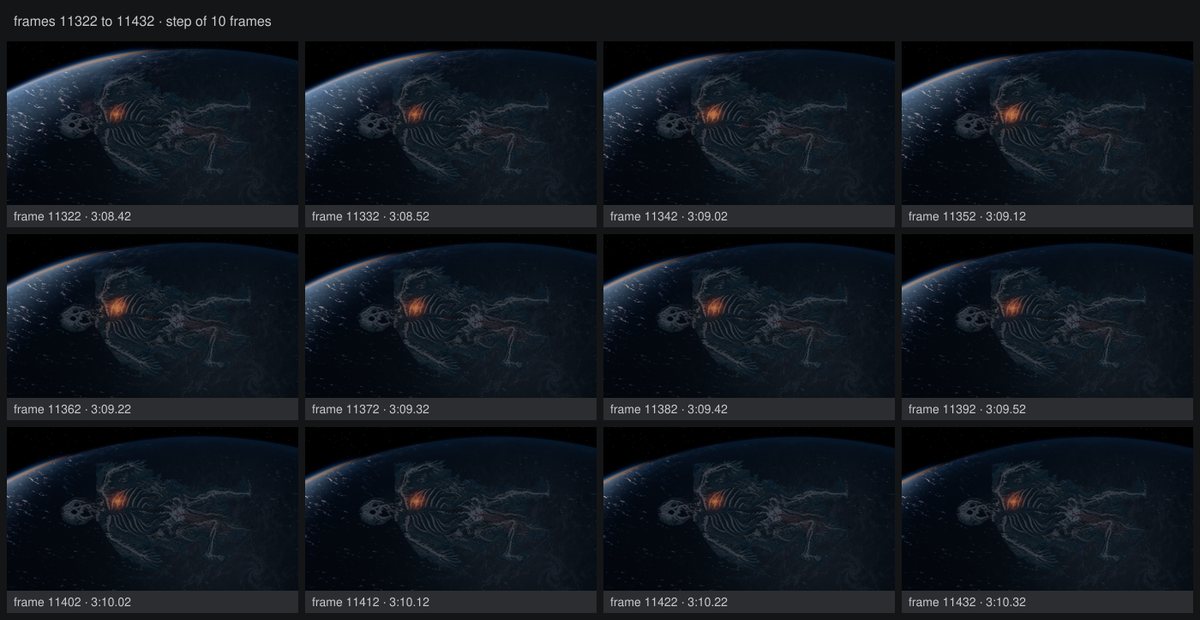 frames 11322 to 11432 · step of 10 frames
frame 11322 · 3:08.42
frame 11332 · 3:08.52
frame 11342 · 3:09.02
frame 11352 · 3:09.12
frame 11362 · 3:09.22
frame 11372 · 3:09.32
frame 11382 · 3:09.42
frame 11392 · 3:09.52
frame 11402 · 3:10.02
frame 11412 · 3:10.12
frame 11422 · 3:10.22
frame 11432 · 3:10.32